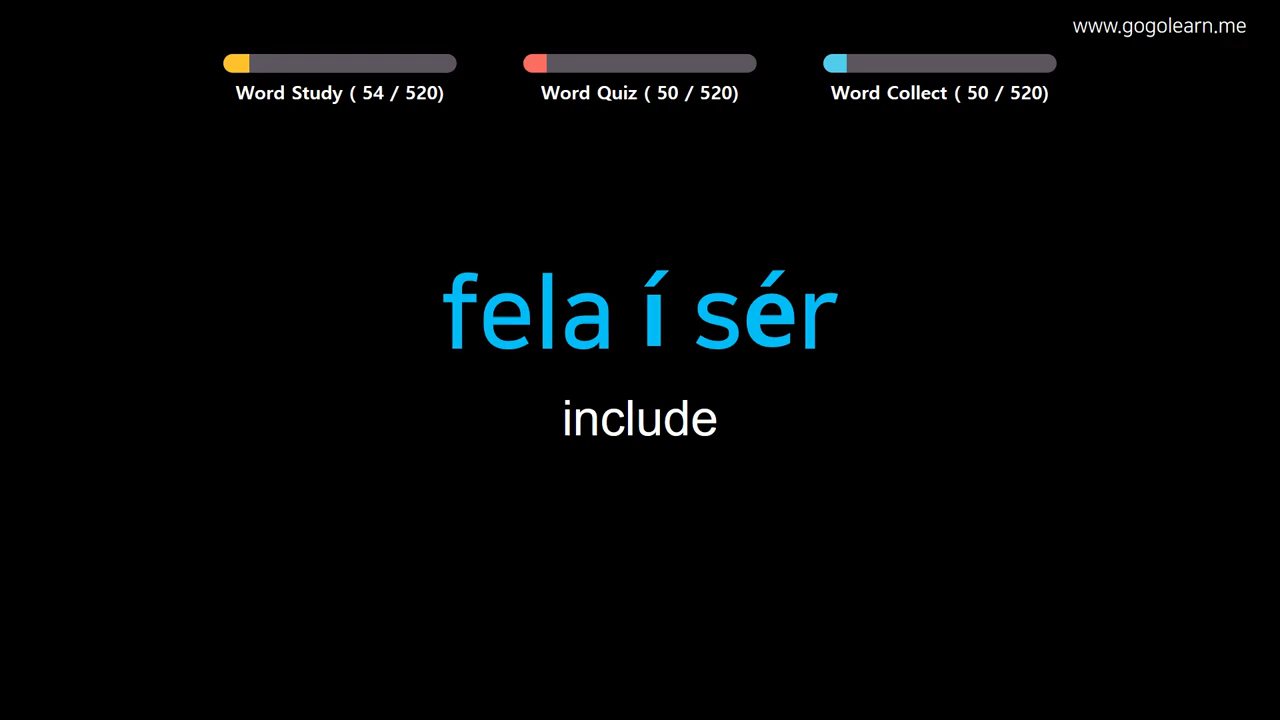 www.gogolearn.me
Word Study ( 54 / 520)
Word Quiz ( 50 / 520)
Word Collect ( 50 / 520)
fela í sér
include